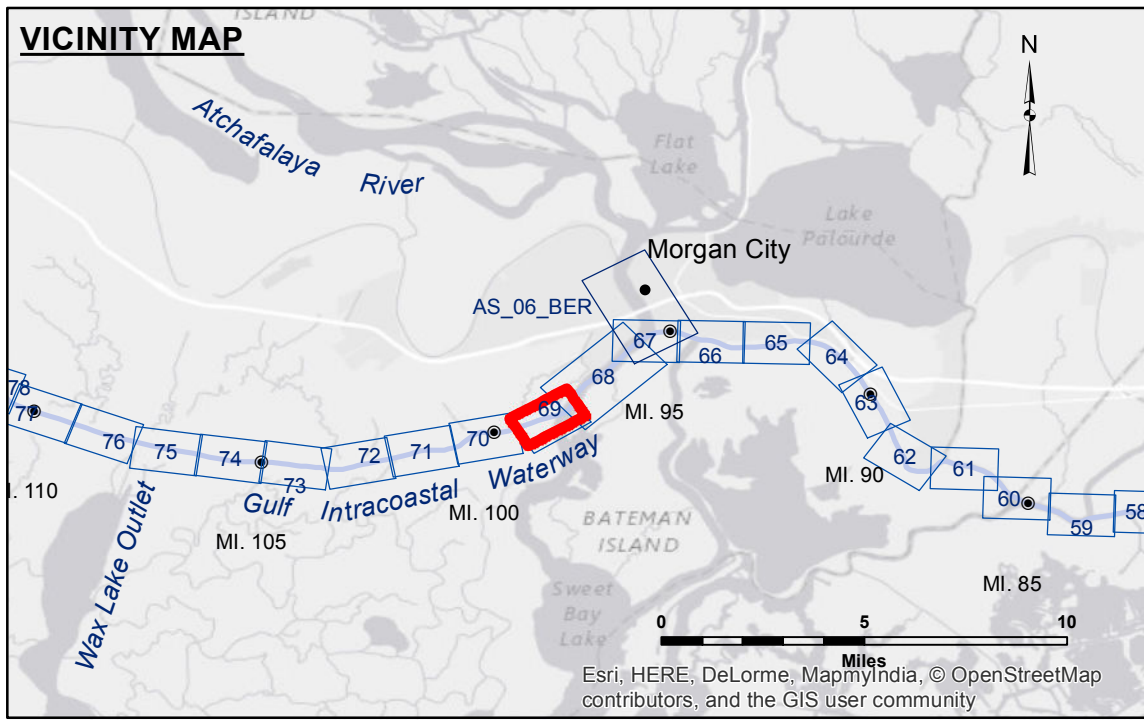 VICINITY MAP
ISLAND
N
Atchafalaya
River
Flat
Lake
Lake
Palourde
Morgan City
AS_06_BER
67
66
65
64
68
63
MI. 95
78
77
69
76
75
74
73
72
71
70
62
61
60
59
58
Waterway
MI. 90
I. 110
Gulf
Intracoastal
MI. 100
MI. 105
BATEMAN
ISLAND
Wax Lake Outlet
MI. 85
Sweet
Bay
Lake
0
5
10
Miles
Esri, HERE, DeLorme, MapmyIndia, © OpenStreetMap
contributors, and the GIS user community